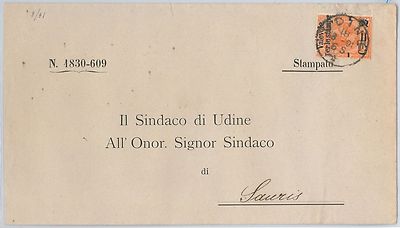 N. 1830-609
Stampato
Il Sindaco di Udine
All' Onor. Signor Sindaco
di
Sauris